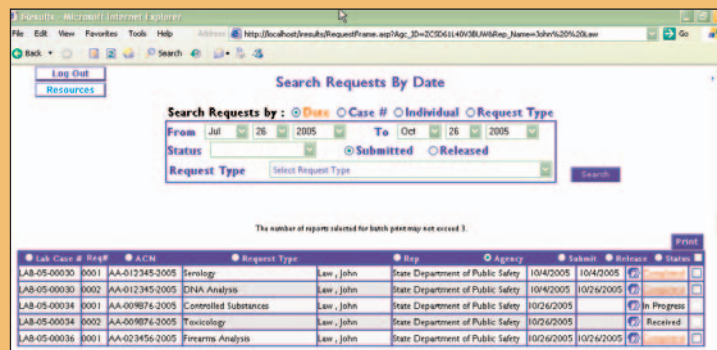 iResults - Microsoft Internet Explorer
File Edit View Favorites Tools Help Address http://localhost/iresults/RequestFrame.asp?Agc_ID=ZCSD61L40V3BUW&Rep_Name=John%20%20Law Go
Back Search
Log Out
Resources
Search Requests By Date
Search Requests by : Date Case # Individual Request Type
From Jul 26 2005 To Oct 26 2005
Status Submitted Released
Request Type Select Request Type Search
The number of reports selected for batch print may not exceed 3.
Print
Lab Case # Req# ACN Request Type Rep Agency Submit Release Status
LAB-05-00030 0001 AA-012345-2005 Serology Law , John State Department of Public Safety 10/4/2005 10/4/2005 Completed
LAB-05-00030 0002 AA-012345-2005 DNA Analysis Law , John State Department of Public Safety 10/4/2005 10/26/2005 Completed
LAB-05-00034 0001 AA-009876-2005 Controlled Substances Law , John State Department of Public Safety 10/26/2005 In Progress
LAB-05-00034 0002 AA-009876-2005 Toxicology Law , John State Department of Public Safety 10/26/2005 Received
LAB-05-00036 0001 AA-023456-2005 Firearms Analysis Law , John State Department of Public Safety 10/26/2005 10/26/2005 Completed